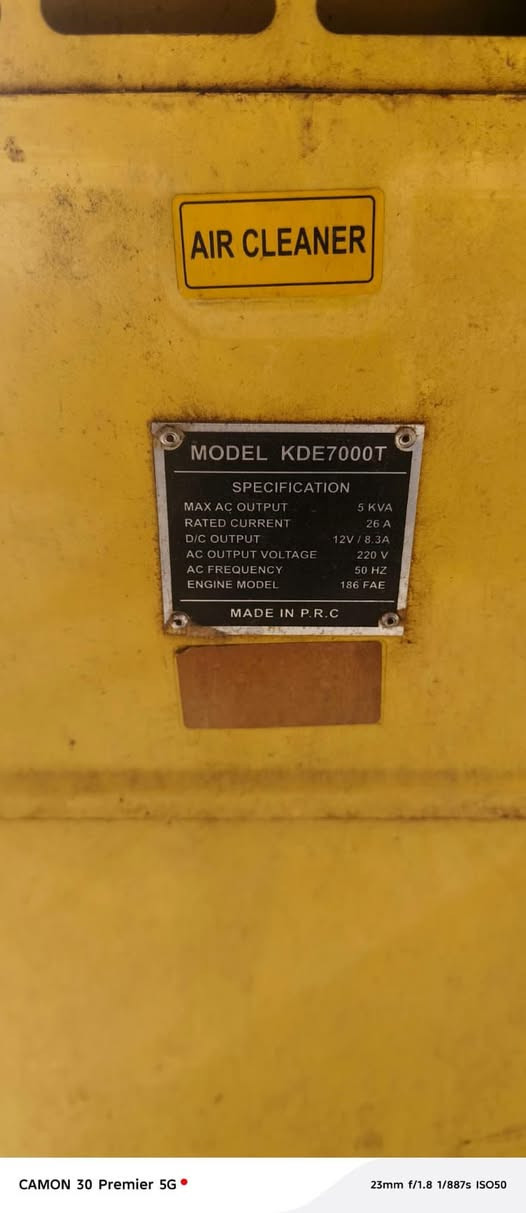 AIR CLEANER
MODEL KDE7000T
SPECIFICATION
MAX AC OUTPUT 5 KVA
RATED CURRENT 26 A
D/C OUTPUT 12V / 8.3A
AC OUTPUT VOLTAGE 220 V
AC FREQUENCY 50 HZ
ENGINE MODEL 186 FAE
MADE IN P.R.C
CAMON 30 Premier 5G 23mm f/1.8 1/887s ISO50